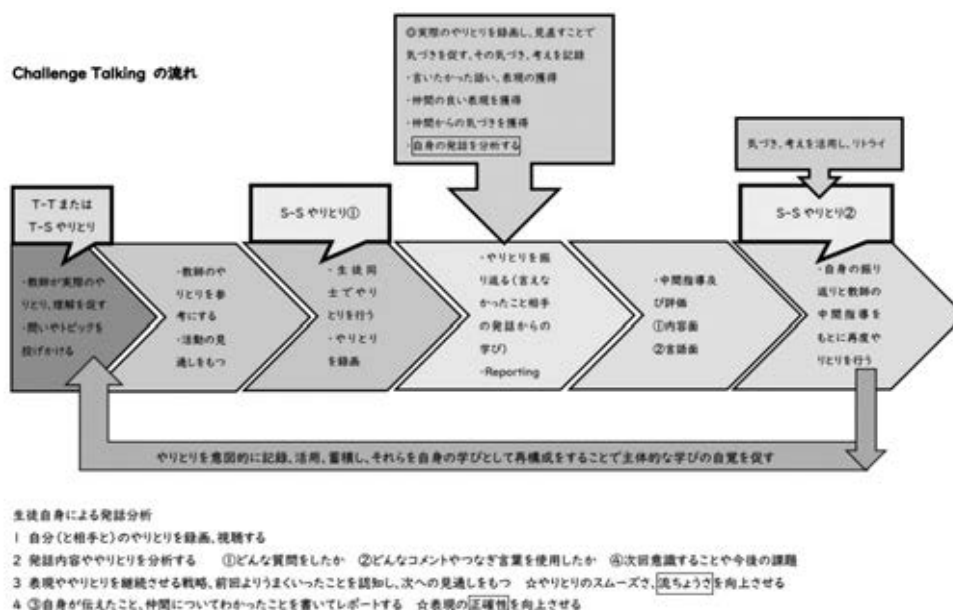 Challenge Talking の流れ
◎実際のやりとりを録画し、見直すことで
気づきを促す、その気づき、考えを記録
・言いたかった語い、表現の獲得
・仲間の良い表現を獲得
・仲間からの気づきを獲得
・自身の発話を分析する
気づき、考えを活用し、リトライ
T-Tまたは
T-Sやりとり
S-Sやりとり①
S-Sやりとり②
・教師が実際のや
りとり、理解を促す
・問いやトピックを
投げかける
・教師のや
りとりを参
考にする
・活動の見
通しをもつ
・生徒同
士でやり
とりを行う
・やりとり
を録画
・やりとりを振
り返る(言えな
かったこと相手
の発話からの
学び)
・Reporting
・中間指導及
び評価
①内容面
②言語面
・自身の振り
返りと教師の
中間指導を
もとに再度や
りとりを行う
やりとりを意図的に記録、活用、蓄積し、それらを自身の学びとして再構成をすることで主体的な学びの自覚を促す
生徒自身による発話分析
1 自分(と相手と)のやりとりを録画、視聴する
2 発話内容ややりとりを分析する ①どんな質問をしたか ②どんなコメントやつなぎ言葉を使用したか ④次回意識することや今後の課題
3 表現ややりとりを継続させる戦略、前回よりうまくいったことを認知し、次への見通しをもつ ☆やりとりのスムーズさ、流ちょうさを向上させる
4 ③自身が伝えたこと、仲間についてわかったことを書いてレポートする ☆表現の正確性を向上させる